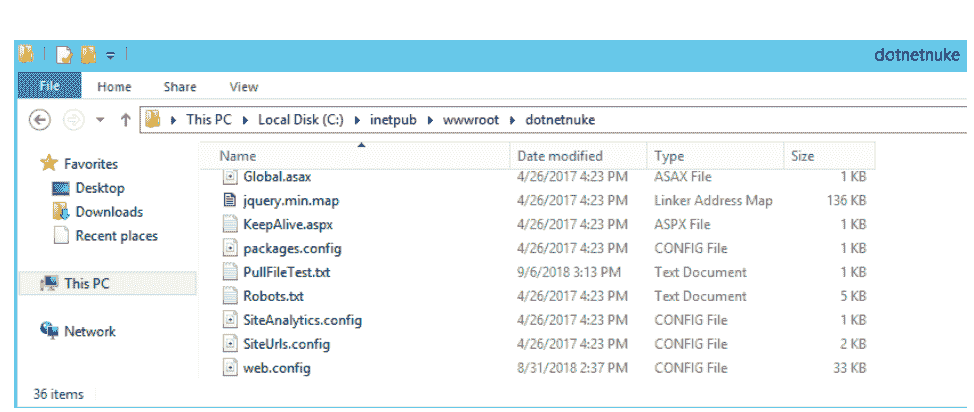 dotnetnuke
File Home Share View
This PC Local Disk (C:) inetpub wwwroot dotnetnuke
Favorites
Desktop
Downloads
Recent places
This PC
Network
Name Date modified Type Size
Global.asax 4/26/2017 4:23 PM ASAX File 1 KB
jquery.min.map 4/26/2017 4:23 PM Linker Address Map 136 KB
KeepAlive.aspx 4/26/2017 4:23 PM ASPX File 1 KB
packages.config 4/26/2017 4:23 PM CONFIG File 1 KB
PullFileTest.txt 9/6/2018 3:13 PM Text Document 1 KB
Robots.txt 4/26/2017 4:23 PM Text Document 5 KB
SiteAnalytics.config 4/26/2017 4:23 PM CONFIG File 1 KB
SiteUrls.config 4/26/2017 4:23 PM CONFIG File 2 KB
web.config 8/31/2018 2:37 PM CONFIG File 33 KB
36 items